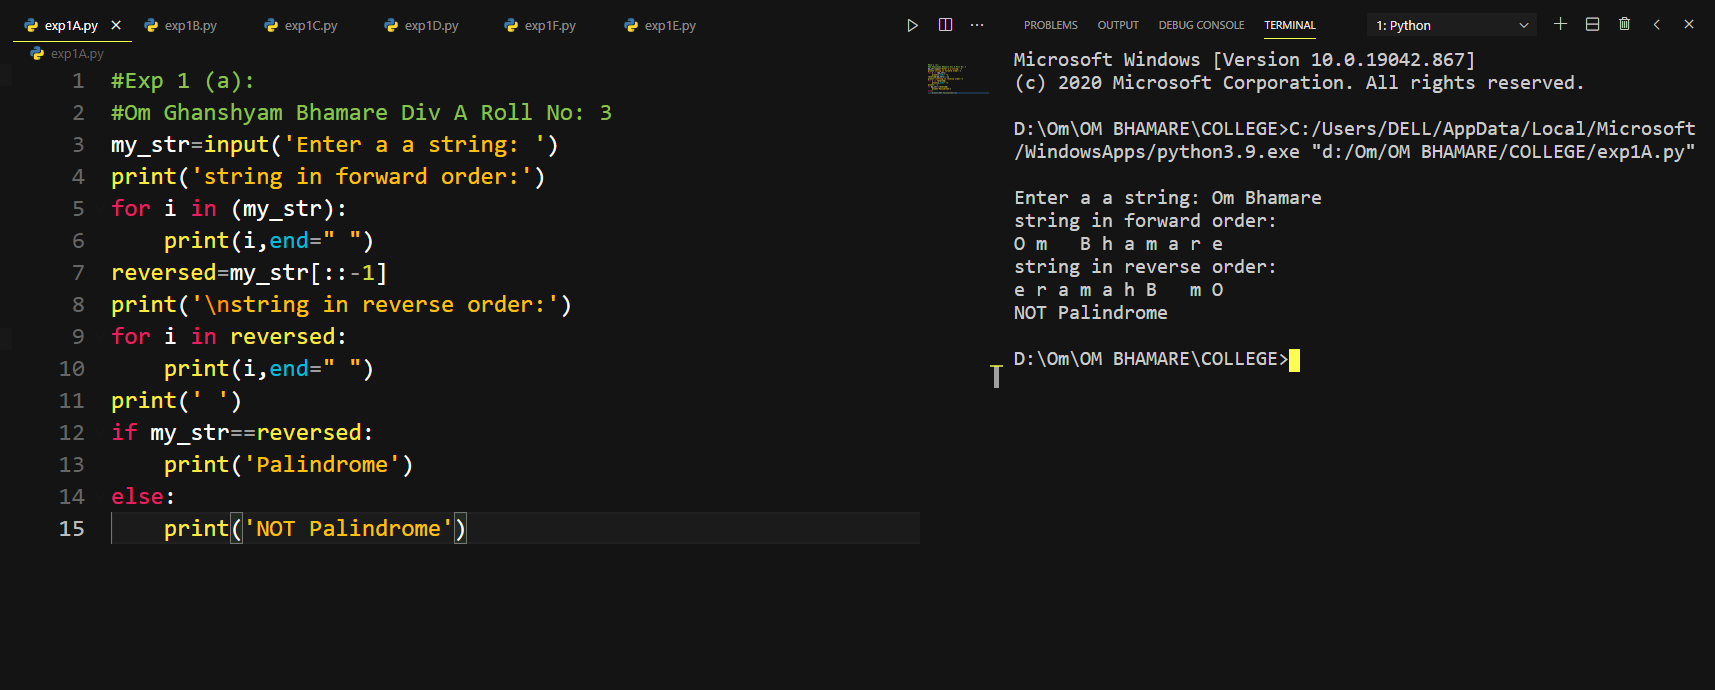 exp1A.py exp1B.py exp1C.py exp1D.py exp1F.py exp1E.py
exp1A.py
1 #Exp 1 (a):
2 #Om Ghanshyam Bhamare Div A Roll No: 3
3 my_str=input('Enter a a string: ')
4 print('string in forward order:')
5 for i in (my_str):
6     print(i,end=" ")
7 reversed=my_str[::-1]
8 print('\nstring in reverse order:')
9 for i in reversed:
10     print(i,end=" ")
11 print(' ')
12 if my_str==reversed:
13     print('Palindrome')
14 else:
15     print('NOT Palindrome')
PROBLEMS OUTPUT DEBUG CONSOLE TERMINAL 1: Python
Microsoft Windows [Version 10.0.19042.867]
(c) 2020 Microsoft Corporation. All rights reserved.
D:\Om\OM BHAMARE\COLLEGE>C:/Users/DELL/AppData/Local/Microsoft
/WindowsApps/python3.9.exe "d:/Om/OM BHAMARE/COLLEGE/exp1A.py"
Enter a a string: Om Bhamare
string in forward order:
O m   B h a m a r e
string in reverse order:
e r a m a h B   m O
NOT Palindrome
D:\Om\OM BHAMARE\COLLEGE>